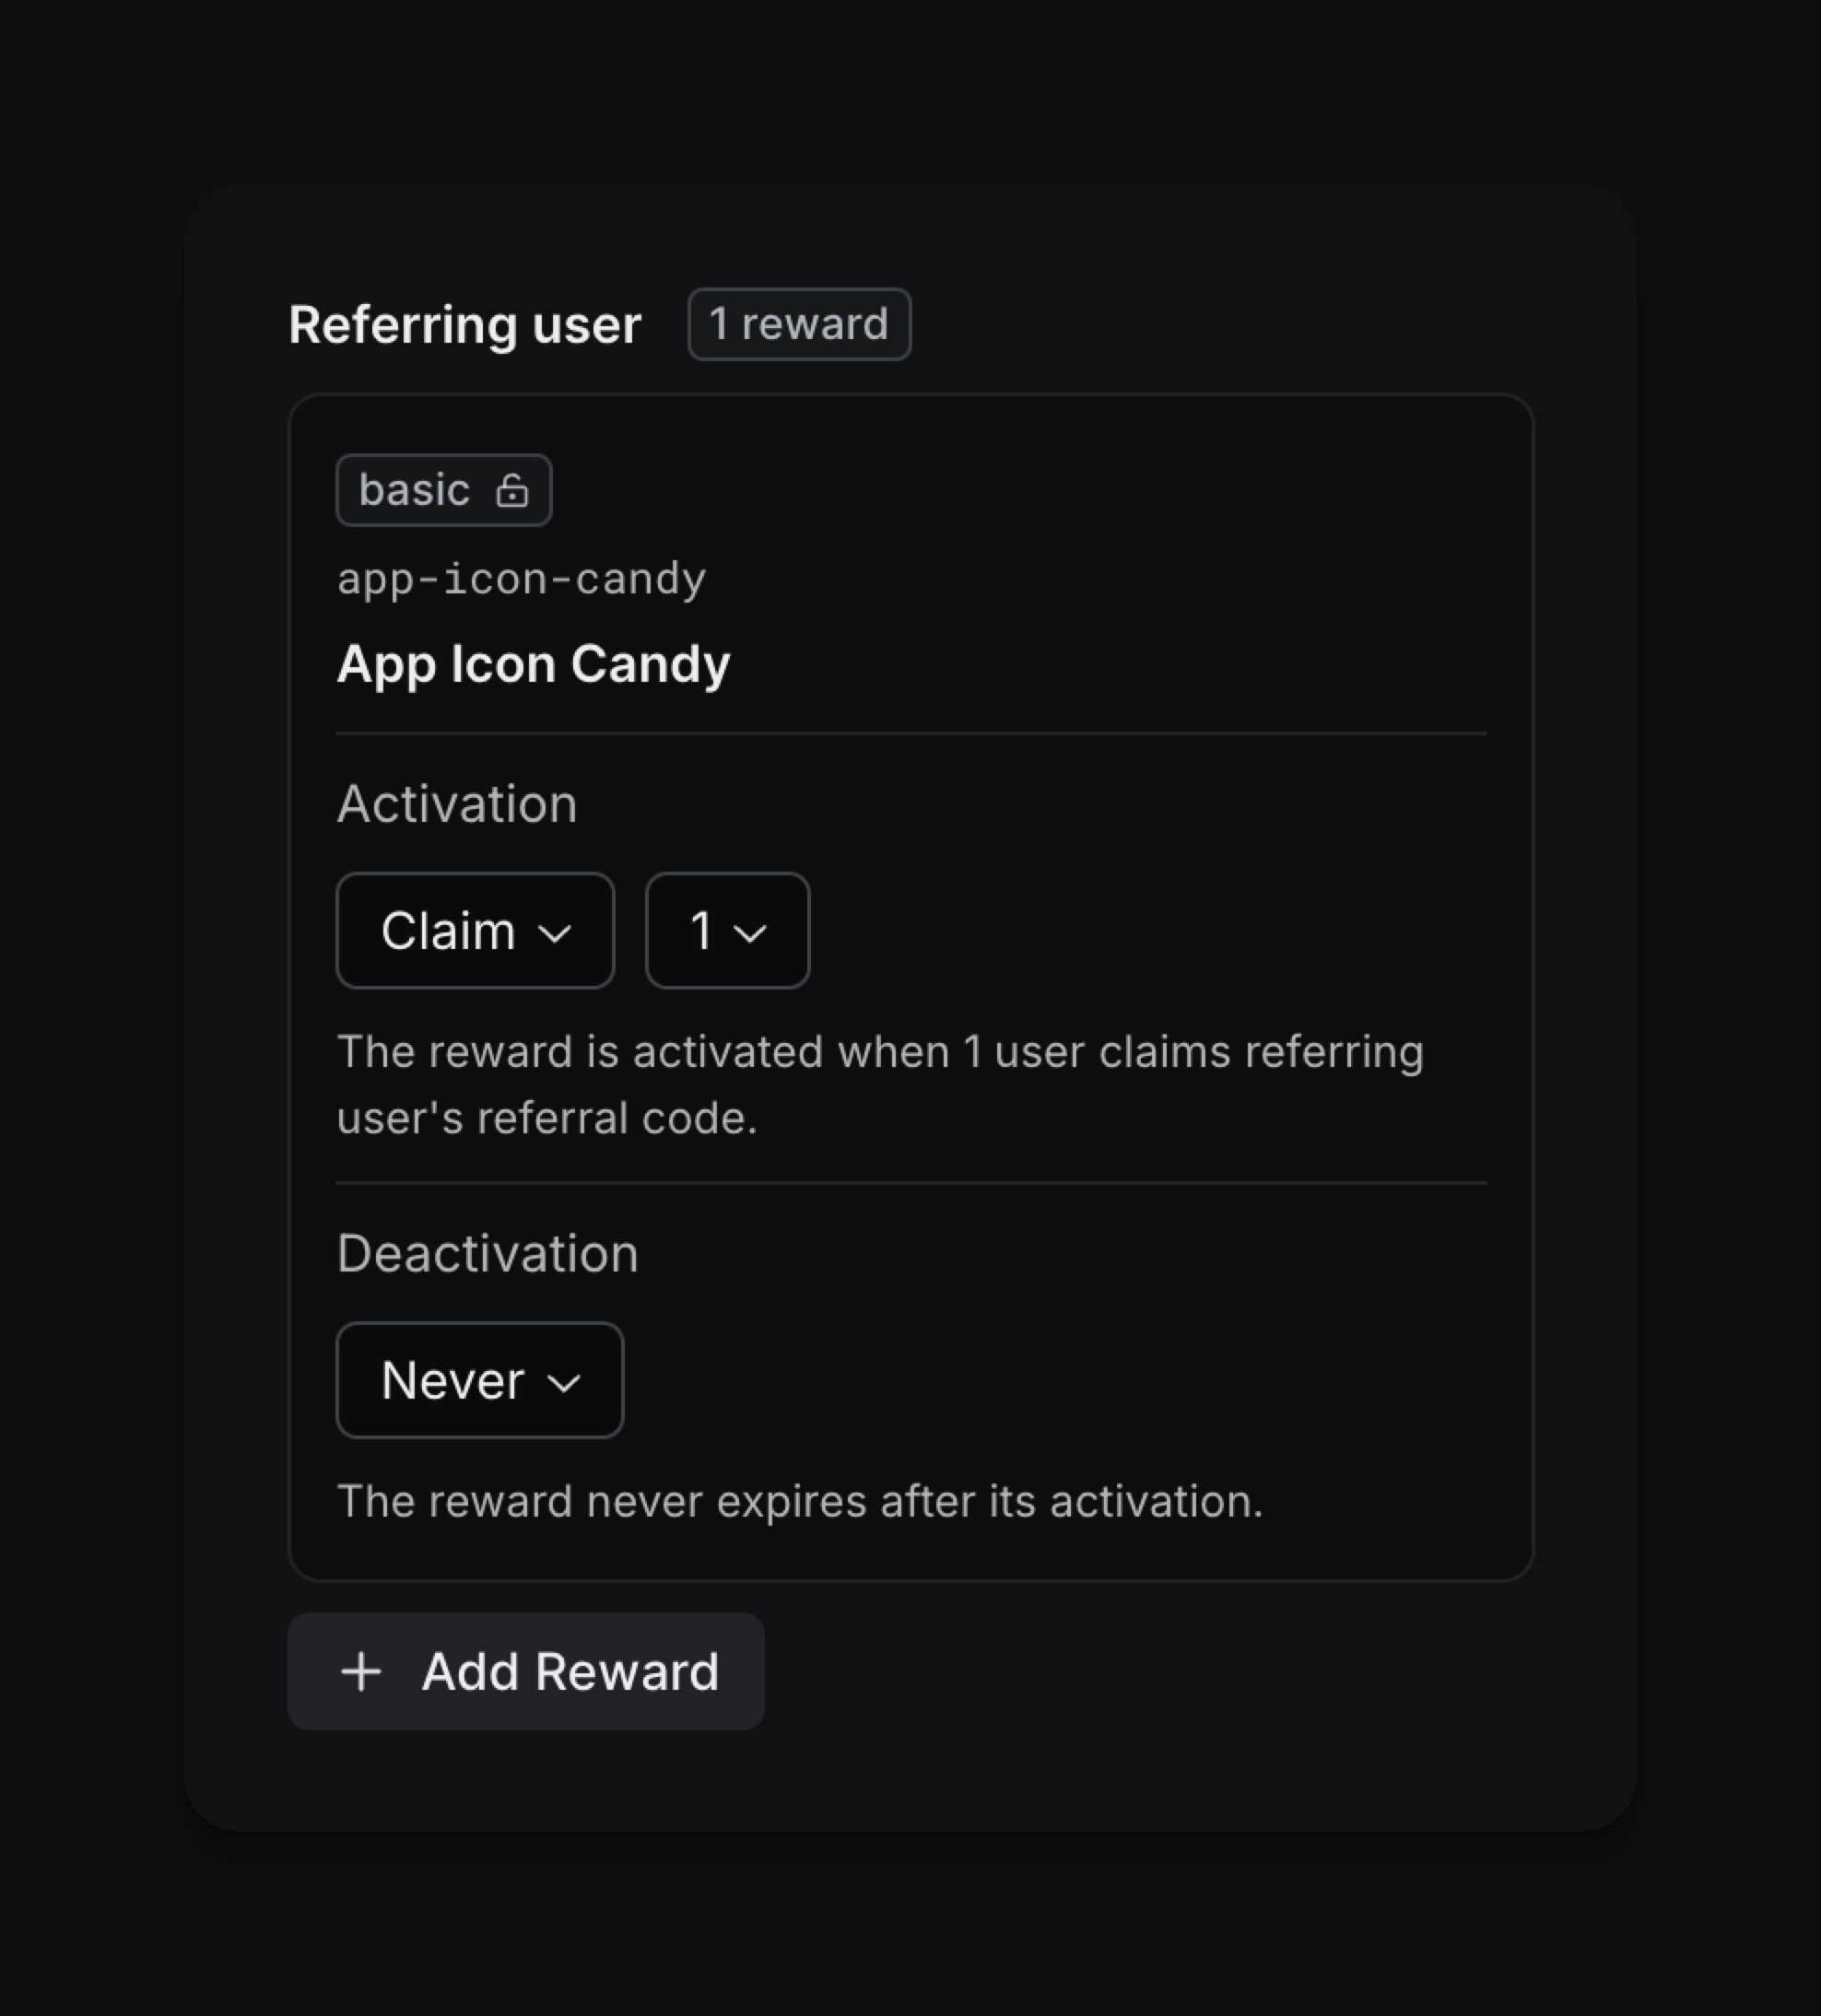 Referring user
1 reward
basic
app-icon-candy
App Icon Candy
Activation
Claim
1
The reward is activated when 1 user claims referring
user's referral code.
Deactivation
Never
The reward never expires after its activation.
Add Reward